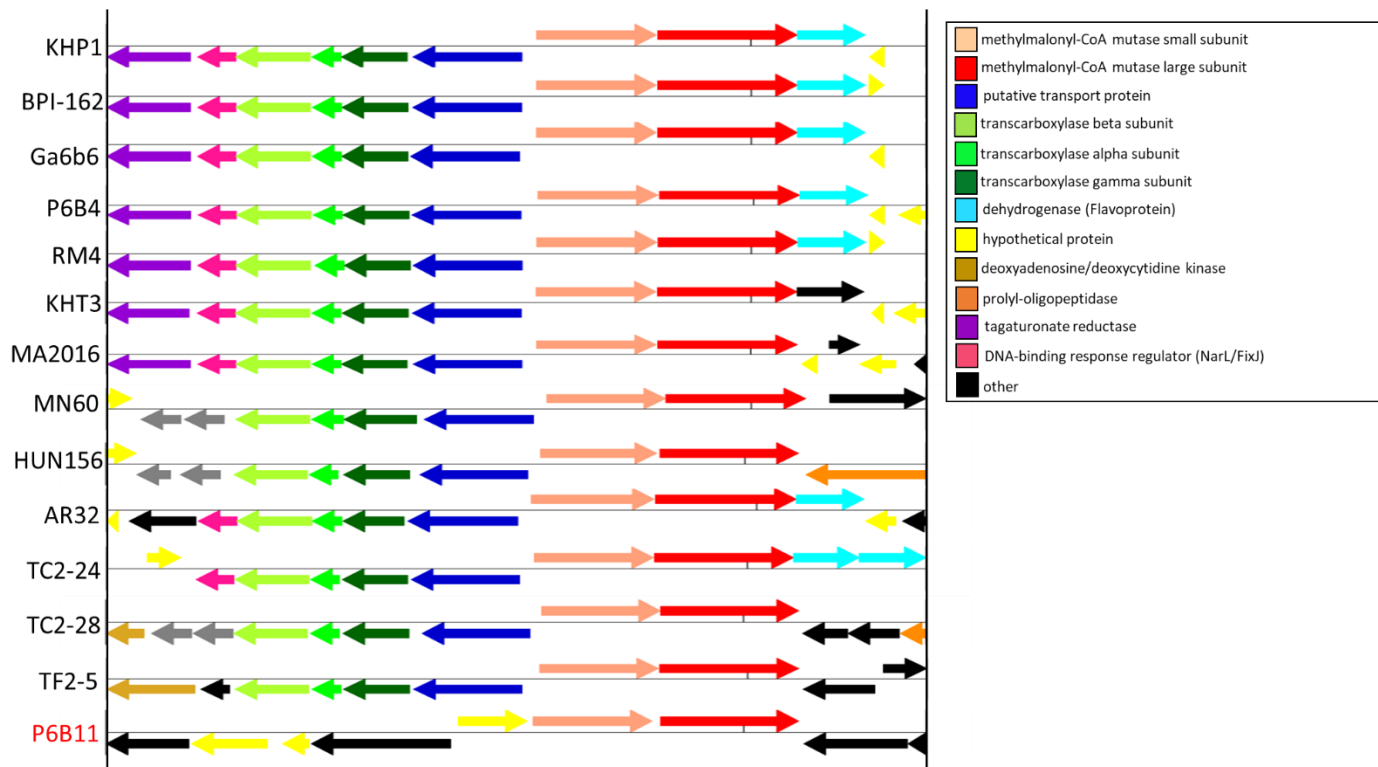 KHP1
BPI-162
Ga6b6
P6B4
RM4
KHT3
MA2016
MN60
HUN156
AR32
TC2-24
TC2-28
TF2-5
P6B11
methylmalonyl-CoA mutase small subunit
methylmalonyl-CoA mutase large subunit
putative transport protein
transcarboxylase beta subunit
transcarboxylase alpha subunit
transcarboxylase gamma subunit
dehydrogenase (Flavoprotein)
hypothetical protein
deoxyadenosine/deoxycytidine kinase
prolyl-oligopeptidase
tagaturonate reductase
DNA-binding response regulator (NarL/FixJ)
other